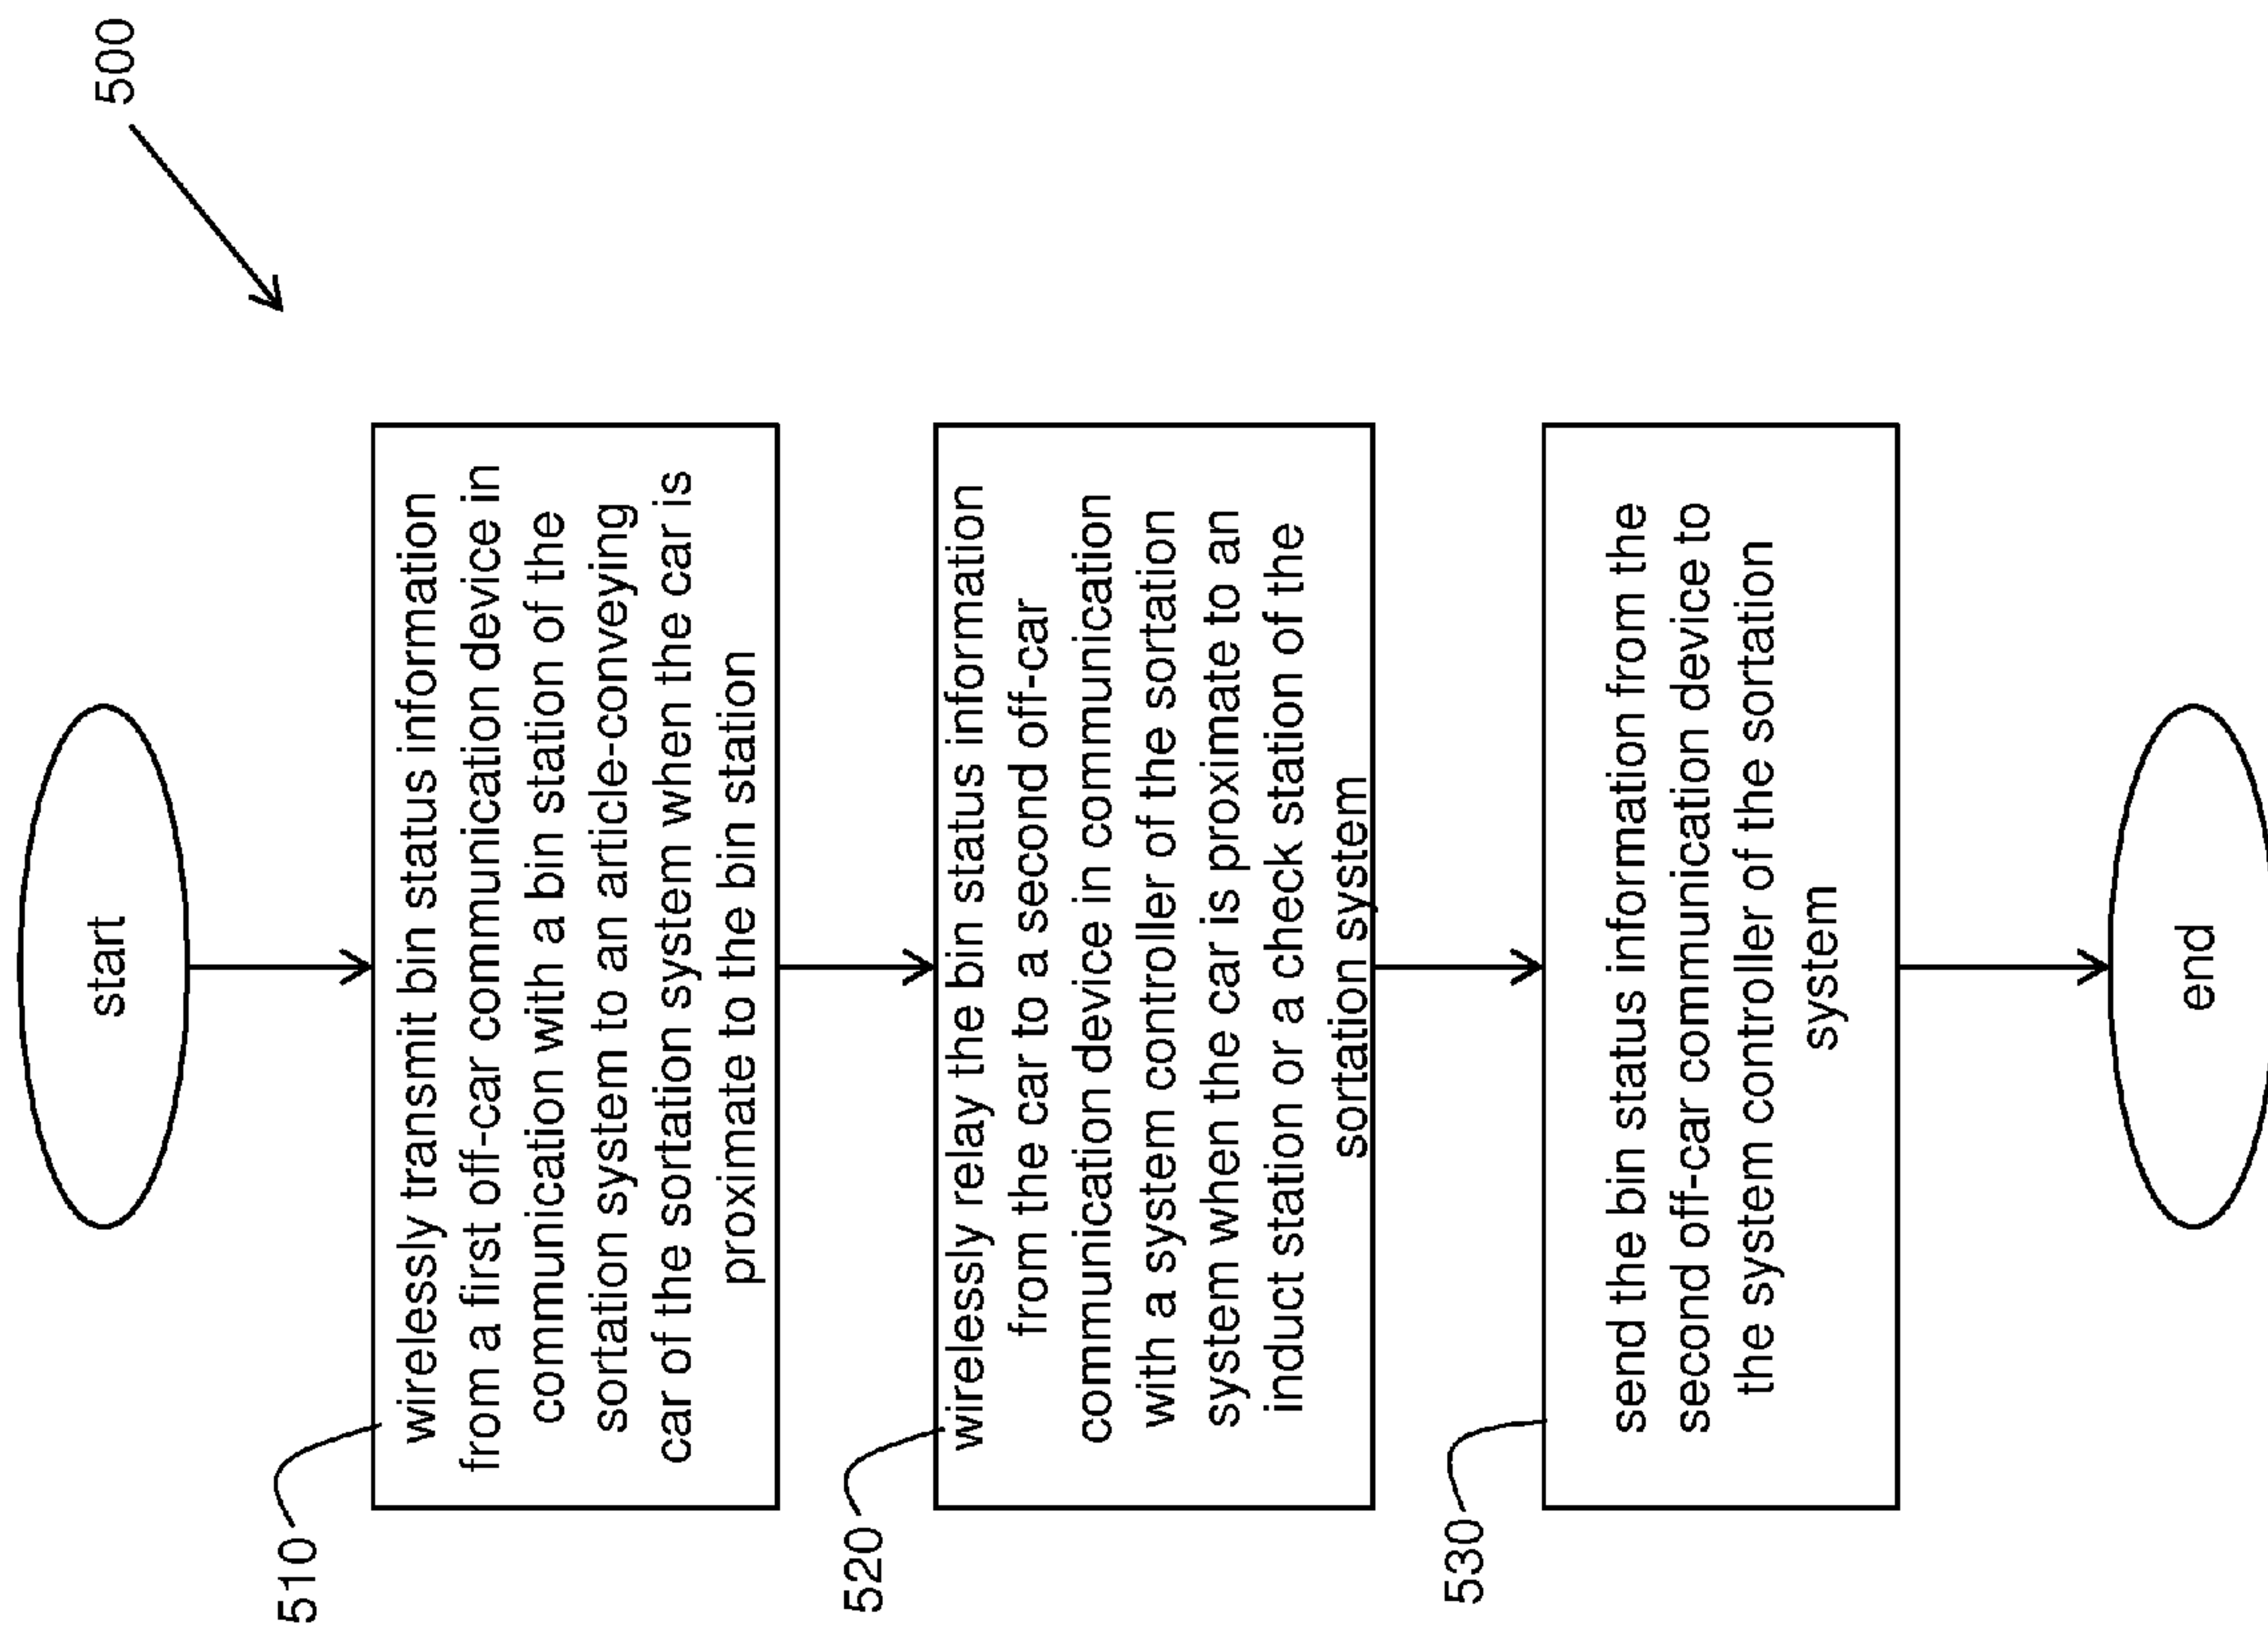 500
start
510
wirelessly transmit bin status information
from a first off-car communication device in
communication with a bin station of the
sortation system to an article-conveying
car of the sortation system when the car is
proximate to the bin station
520
wirelessly relay the bin status information
from the car to a second off-car
communication device in communication
with a system controller of the sortation
system when the car is proximate to an
induct station or a check station of the
sortation system
530
send the bin status information from the
second off-car communication device to
the system controller of the sortation
system
end